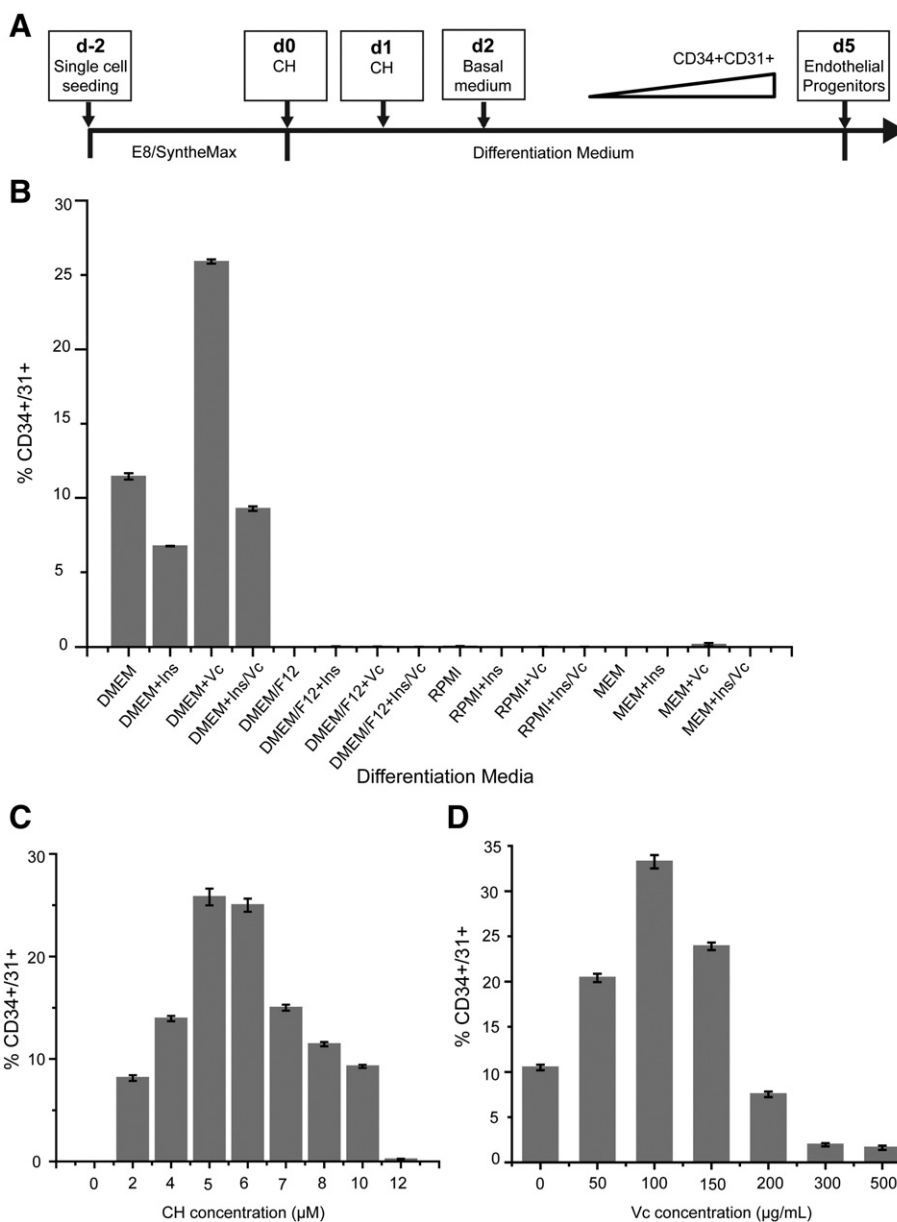 A
d-2
Single cell
seeding
d0
CH
d1
CH
d2
Basal
medium
CD34+CD31+
d5
Endothelial
Progenitors
E8/SyntheMax
Differentiation Medium
B
% CD34+/31+
30
25
20
15
10
5
0
DMEM
DMEM+Ins
DMEM+Vc
DMEM+Ins/Vc
DMEM/F12
DMEM/F12+Ins
DMEM/F12+Vc
DMEM/F12+Ins/Vc
RPMI
RPMI+Ins
RPMI+Vc
RPMI+Ins/Vc
MEM
MEM+Ins
MEM+Vc
MEM+Ins/Vc
Differentiation Media
C
% CD34+/31+
30
20
10
0
0 2 4 5 6 7 8 10 12
CH concentration (µM)
D
% CD34+/31+
35
30
25
20
15
10
5
0
0 50 100 150 200 300 500
Vc concentration (µg/mL)